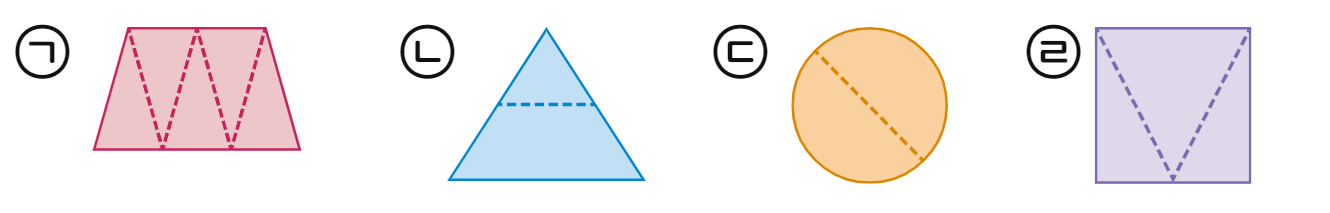 ㉠ ㉡ ㉢ ㉣